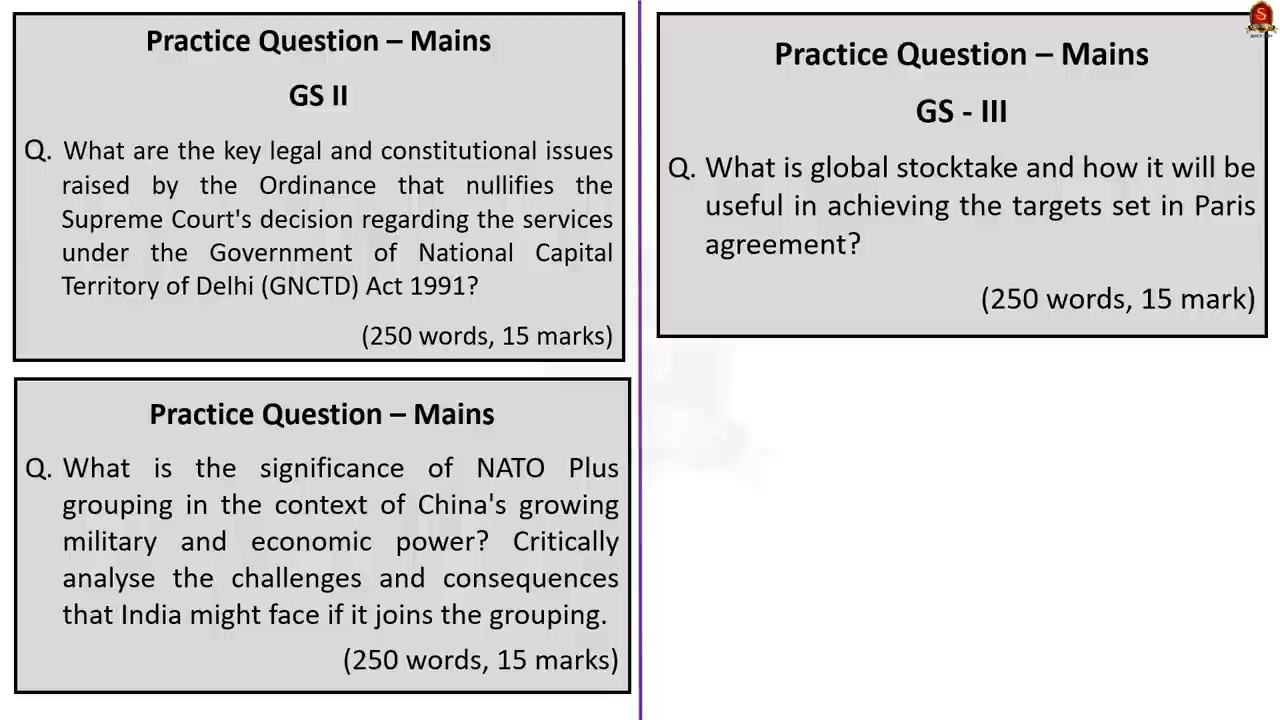 Practice Question – Mains
GS II
Q. What are the key legal and constitutional issues
raised by the Ordinance that nullifies the
Supreme Court's decision regarding the services
under the Government of National Capital
Territory of Delhi (GNCTD) Act 1991?
(250 words, 15 marks)
Practice Question – Mains
Q. What is the significance of NATO Plus
grouping in the context of China's growing
military and economic power? Critically
analyse the challenges and consequences
that India might face if it joins the grouping.
(250 words, 15 marks)
Practice Question – Mains
GS - III
Q. What is global stocktake and how it will be
useful in achieving the targets set in Paris
agreement?
(250 words, 15 mark)
S